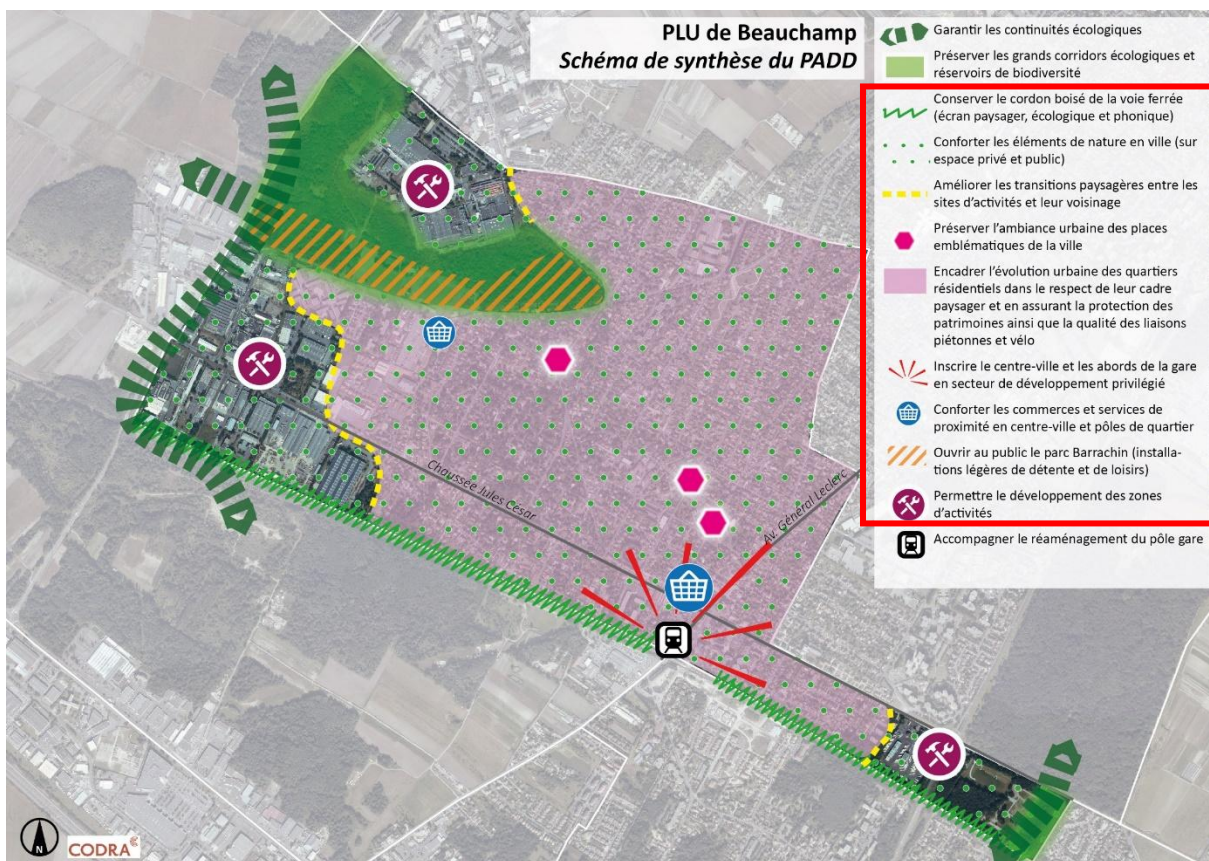 PLU de Beauchamp
Schéma de synthèse du PADD
Garantir les continuités écologiques
Préserver les grands corridors écologiques et
réservoirs de biodiversité
Conserver le cordon boisé de la voie ferrée
(écran paysager, écologique et phonique)
Conforter les éléments de nature en ville (sur
espace privé et public)
Améliorer les transitions paysagères entre les
sites d'activités et leur voisinage
Préserver l'ambiance urbaine des places
emblématiques de la ville
Encadrer l'évolution urbaine des quartiers
résidentiels dans le respect de leur cadre
paysager et en assurant la protection des
patrimoines ainsi que la qualité des liaisons
piétonnes et vélo
Inscrire le centre-ville et les abords de la gare
en secteur de développement privilégié
Conforter les commerces et services de
proximité en centre-ville et pôles de quartier
Ouvrir au public le parc Barrachin (installa-
tions légères de détente et de loisirs)
Permettre le développement des zones
d'activités
Accompagner le réaménagement du pôle gare
Chaussée Jules César
Av. Général Leclerc
N
CODRA